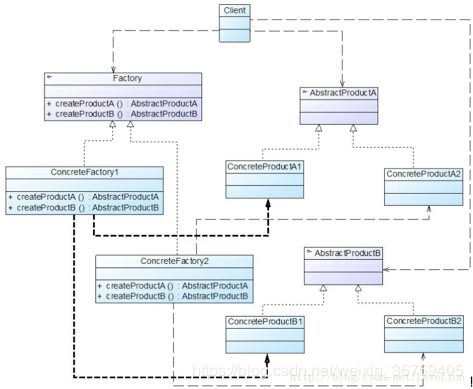 Client
Factory
+ createProductA () : AbstractProductA
+ createProductB () : AbstractProductB
AbstractProductA
ConcreteFactory1
+ createProductA () : AbstractProductA
+ createProductB () : AbstractProductB
ConcreteProductA1
ConcreteProductA2
ConcreteFactory2
+ createProductA () : AbstractProductA
+ createProductB () : AbstractProductB
AbstractProductB
ConcreteProductB1
ConcreteProductB2
https://blog.csdn.net/weixin_36759405